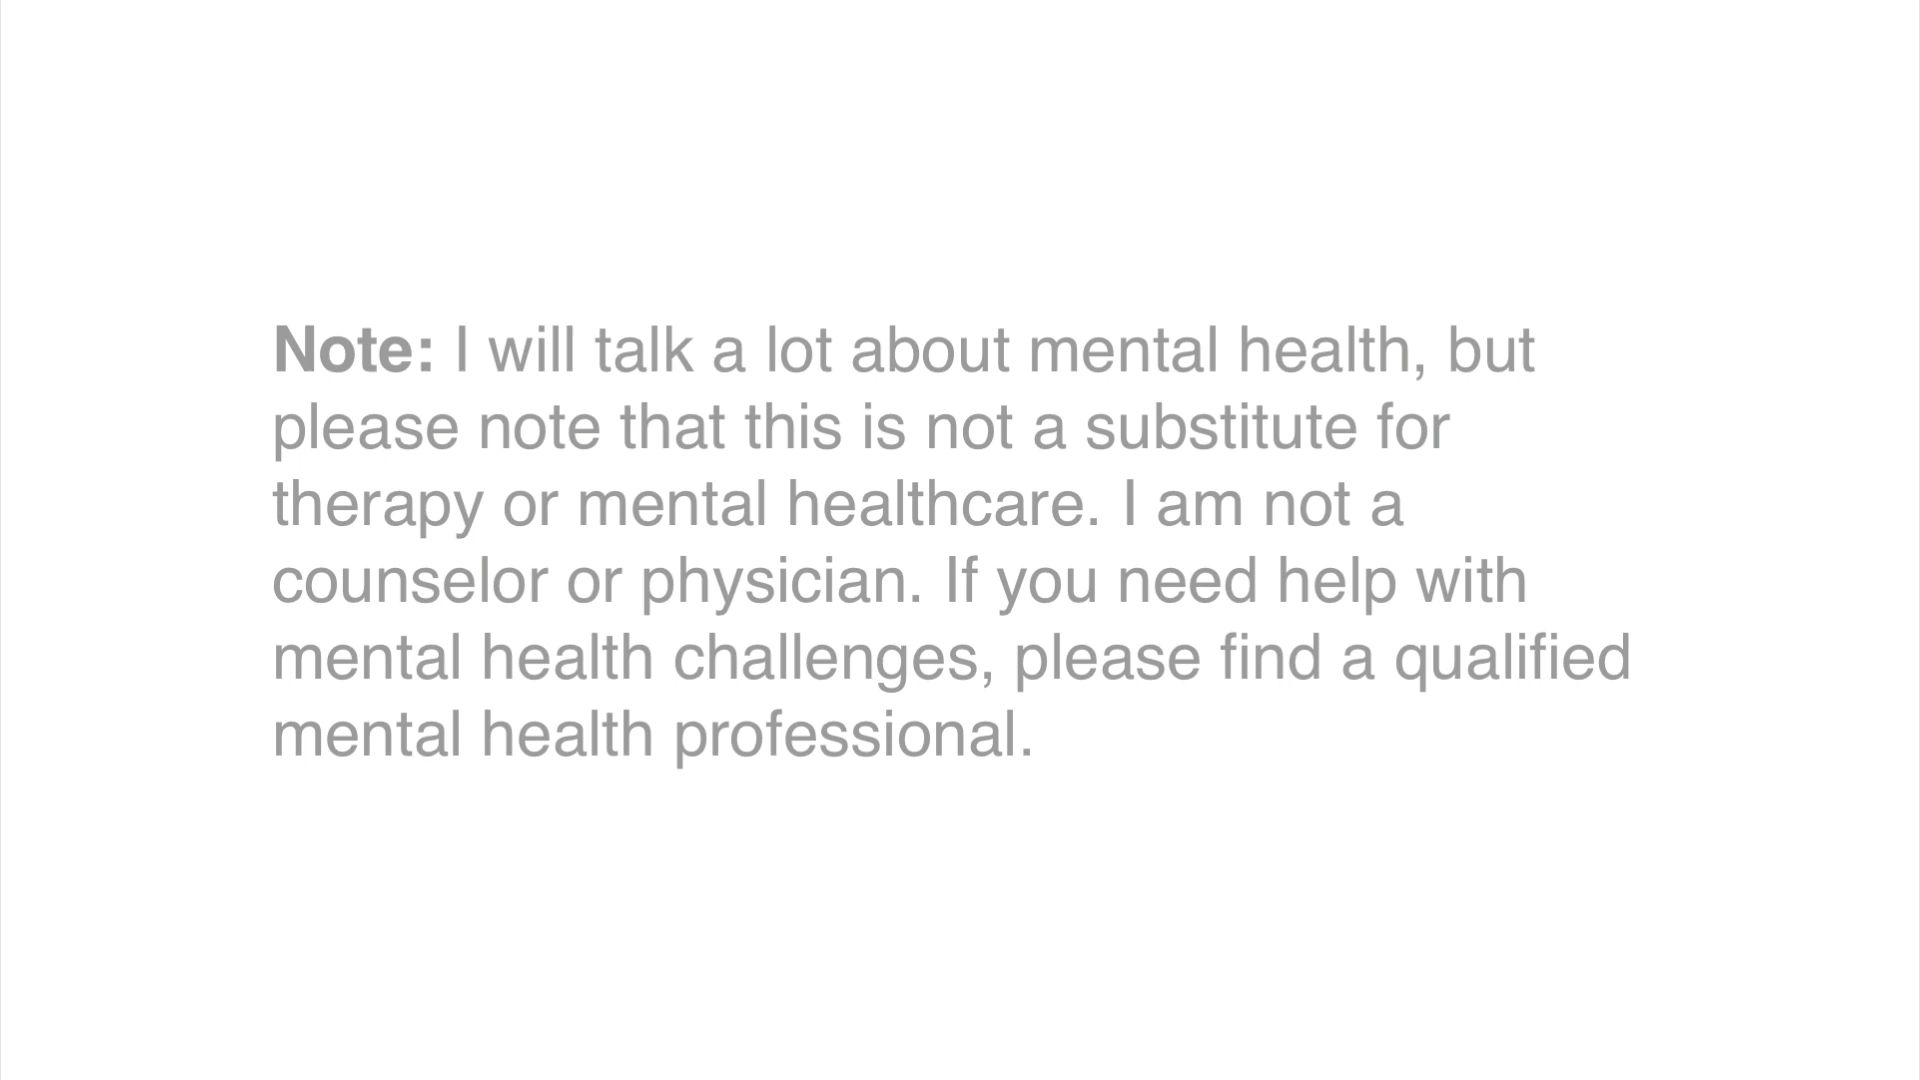 Note: I will talk a lot about mental health, but
please note that this is not a substitute for
therapy or mental healthcare. I am not a
counselor or physician. If you need help with
mental health challenges, please find a qualified
mental health professional.